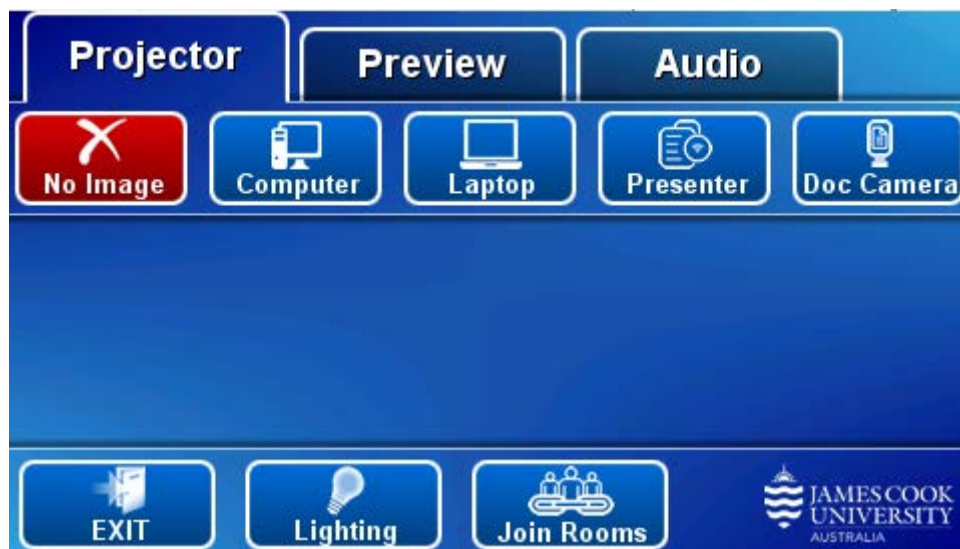 Projector
Preview
Audio
No Image
Computer
Laptop
Presenter
Doc Camera
EXIT
Lighting
Join Rooms
JAMES COOK
UNIVERSITY
AUSTRALIA